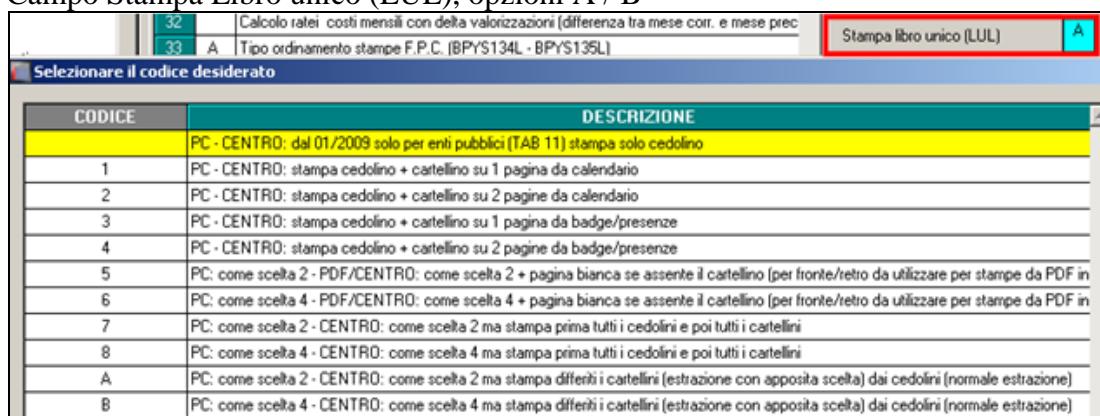 Campo Stampa Libro unico (LUL), opzioni A / B
32 Calcolo ratei costi mensili con delta valorizzazioni (differenza tra mese corr. e mese prec
33 A Tipo ordinamento stampe F.P.C. (BPYS134L - BPYS135L)
Stampa libro unico (LUL) A
Selezionare il codice desiderato
CODICE DESCRIZIONE
PC - CENTRO: dal 01/2009 solo per enti pubblici (TAB 11) stampa solo cedolino
1 PC - CENTRO: stampa cedolino + cartellino su 1 pagina da calendario
2 PC - CENTRO: stampa cedolino + cartellino su 2 pagine da calendario
3 PC - CENTRO: stampa cedolino + cartellino su 1 pagina da badge/presenze
4 PC - CENTRO: stampa cedolino + cartellino su 2 pagine da badge/presenze
5 PC: come scelta 2 - PDF/CENTRO: come scelta 2 + pagina bianca se assente il cartellino (per fronte/retro da utilizzare per stampe da PDF in
6 PC: come scelta 4 - PDF/CENTRO: come scelta 4 + pagina bianca se assente il cartellino (per fronte/retro da utilizzare per stampe da PDF in
7 PC: come scelta 2 - CENTRO: come scelta 2 ma stampa prima tutti i cedolini e poi tutti i cartellini
8 PC: come scelta 4 - CENTRO: come scelta 4 ma stampa prima tutti i cedolini e poi tutti i cartellini
A PC: come scelta 2 - CENTRO: come scelta 2 ma stampa differiti i cartellini (estrazione con apposita scelta) dai cedolini (normale estrazione)
B PC: come scelta 4 - CENTRO: come scelta 4 ma stampa differiti i cartellini (estrazione con apposita scelta) dai cedolini (normale estrazione)